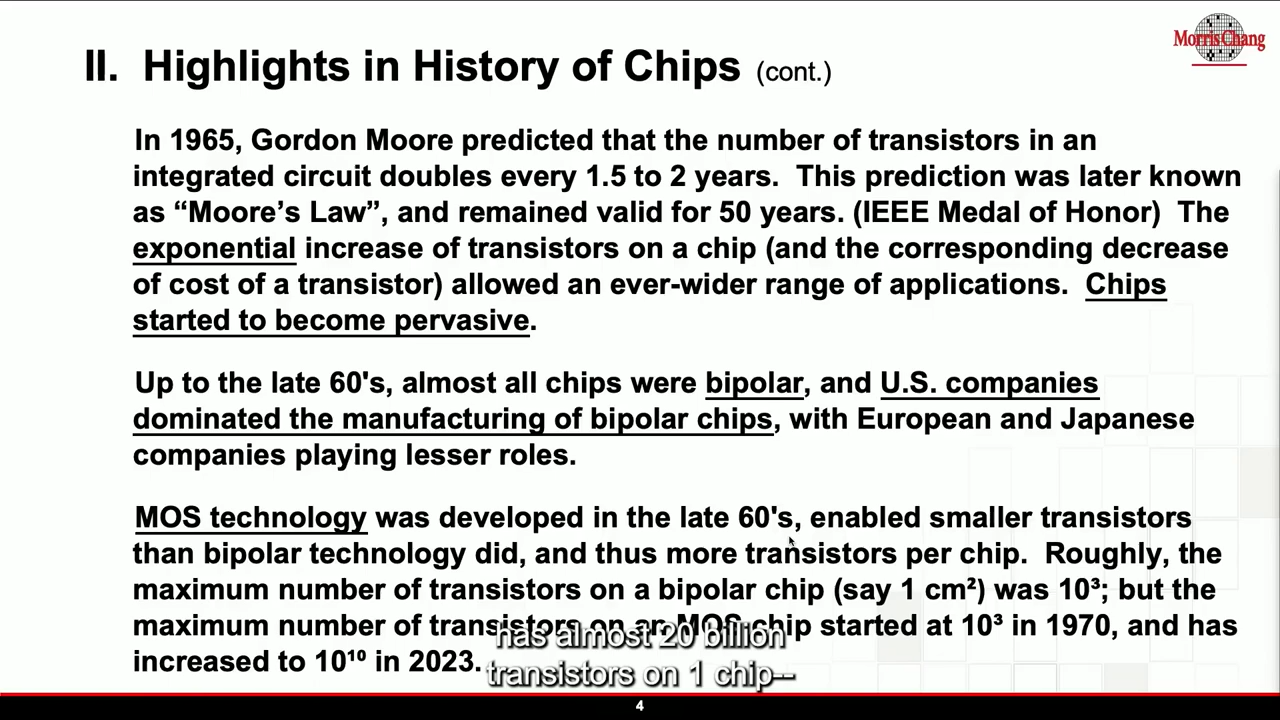 MorrisChang
II. Highlights in History of Chips (cont.)
In 1965, Gordon Moore predicted that the number of transistors in an
integrated circuit doubles every 1.5 to 2 years. This prediction was later known
as “Moore’s Law”, and remained valid for 50 years. (IEEE Medal of Honor) The
exponential increase of transistors on a chip (and the corresponding decrease
of cost of a transistor) allowed an ever-wider range of applications. Chips
started to become pervasive.
Up to the late 60's, almost all chips were bipolar, and U.S. companies
dominated the manufacturing of bipolar chips, with European and Japanese
companies playing lesser roles.
MOS technology was developed in the late 60's, enabled smaller transistors
than bipolar technology did, and thus more transistors per chip. Roughly, the
maximum number of transistors on a bipolar chip (say 1 cm²) was 10³; but the
maximum number of transistors on an MOS chip started at 10³ in 1970, and has
increased to 10¹⁰ in 2023.
has almost 20 billion
transistors on 1 chip--
4